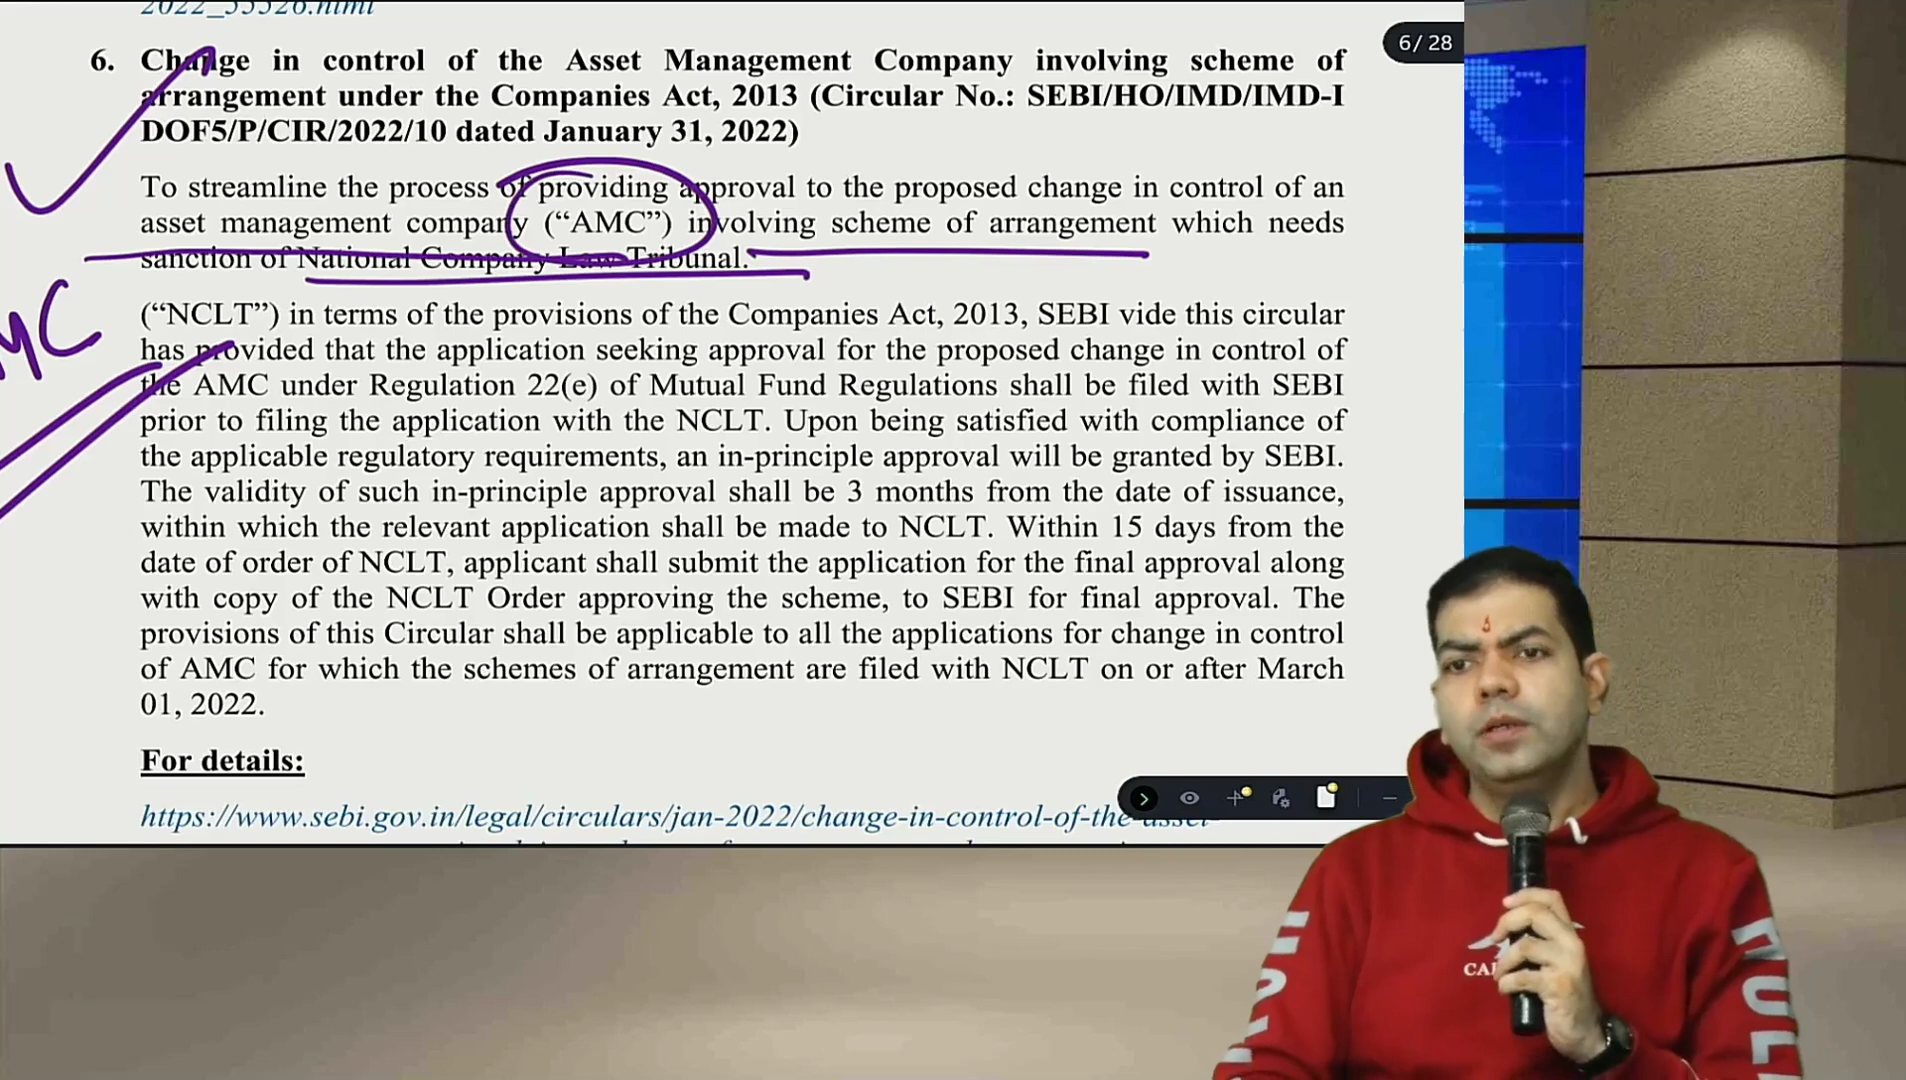 2022_55526.html
6. Change in control of the Asset Management Company involving scheme of
arrangement under the Companies Act, 2013 (Circular No.: SEBI/HO/IMD/IMD-I
DOF5/P/CIR/2022/10 dated January 31, 2022)
6/ 28
To streamline the process of providing approval to the proposed change in control of an
asset management company (“AMC”) involving scheme of arrangement which needs
sanction of National Company Law Tribunal.
(“NCLT”) in terms of the provisions of the Companies Act, 2013, SEBI vide this circular
has provided that the application seeking approval for the proposed change in control of
the AMC under Regulation 22(e) of Mutual Fund Regulations shall be filed with SEBI
prior to filing the application with the NCLT. Upon being satisfied with compliance of
the applicable regulatory requirements, an in-principle approval will be granted by SEBI.
The validity of such in-principle approval shall be 3 months from the date of issuance,
within which the relevant application shall be made to NCLT. Within 15 days from the
date of order of NCLT, applicant shall submit the application for the final approval along
with copy of the NCLT Order approving the scheme, to SEBI for final approval. The
provisions of this Circular shall be applicable to all the applications for change in control
of AMC for which the schemes of arrangement are filed with NCLT on or after March
01, 2022.
For details:
https://www.sebi.gov.in/legal/circulars/jan-2022/change-in-control-of-the-asset-